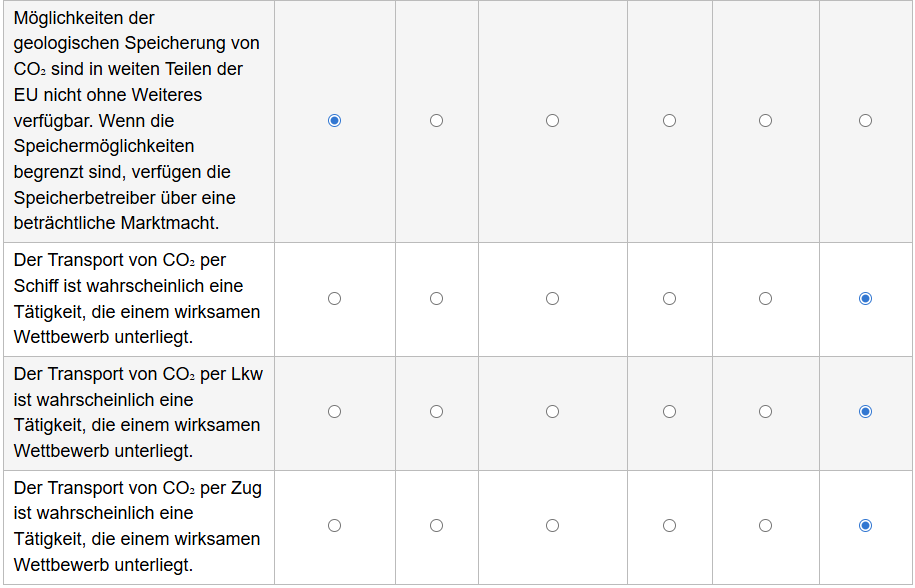 Möglichkeiten der
geologischen Speicherung von
CO₂ sind in weiten Teilen der
EU nicht ohne Weiteres
verfügbar. Wenn die
Speichermöglichkeiten
begrenzt sind, verfügen die
Speicherbetreiber über eine
beträchtliche Marktmacht.
Der Transport von CO₂ per
Schiff ist wahrscheinlich eine
Tätigkeit, die einem wirksamen
Wettbewerb unterliegt.
Der Transport von CO₂ per Lkw
ist wahrscheinlich eine
Tätigkeit, die einem wirksamen
Wettbewerb unterliegt.
Der Transport von CO₂ per Zug
ist wahrscheinlich eine
Tätigkeit, die einem wirksamen
Wettbewerb unterliegt.